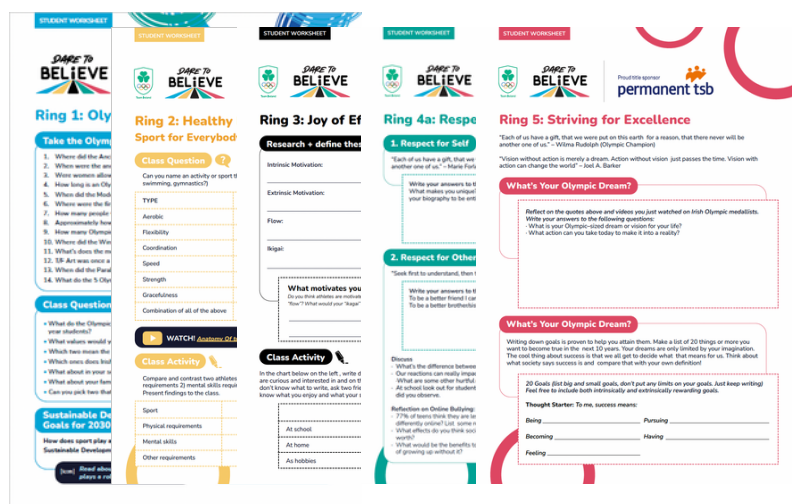 STUDENT WORKSHEET
DARE TO
BELiEVE
Ring 1: Oly
Take the Olymp
1. Where did the Anc
2. When were the an
3. Were women allow
4. How long is an Oly
5. When did the Mod
6. Where were the fir
7. How many people
8. Approximately how
9. How many Olympic
10. Where did the Win
11. What's does the m
12. T/F Art was once a
13. When did the Paral
14. What do the 5 Oly
Class Question
• What do the Olympic
year students?
• What values would y
• Which two mean the
• Which ones does Iris
• What about in your s
• What about your fam
• Can you pick two that
Sustainable De
Goals for 2030
How does sport play a
Sustainable Developmen
Read abou
plays a ro
STUDENT WORKSHEET
DARE TO
BELiEVE
Ring 2: Healthy
Sport for Everybod
Class Question
Can you name an activity or sport th
swimming, gymnastics?)
TYPE
Aerobic
Flexibility
Coordination
Speed
Strength
Gracefulness
Combination of all of the above
WATCH! Anatomy Of
Class Activity
Compare and contrast two athletes
requirements 2) mental skills requir
Present findings to the class.
Sport
Physical requirements
Mental skills
Other requirements
STUDENT WORKSHEET
DARE TO
BELiEVE
Ring 3: Joy of Ef
Research + define thes
Intrinsic Motivation:
Extrinsic Motivation:
Flow:
Ikigai:
What motivates you
Do you think athletes are motivate
"flow"? What would your "ikigai"
Class Activity
In the chart below on the left , write d
are curious and interested in and on th
don't know what to write, ask two frie
know what you enjoy and what your s
At school
At home
As hobbies
STUDENT WORKSHEET
DARE TO
BELiEVE
Ring 4a: Respe
1. Respect for Self
"Each of us have a gift, that we
another one of us." – Marie Forl
Write your answers to th
What makes you unique?
your biography to be ent
2. Respect for Other
"Seek first to understand, then t
Write your answers to th
To be a better friend I can
To be a better brother/sis
Discuss
· What's the difference between
· Our reactions can really impac
·What are some other hurtful
· At school look out for student
did you observe.
Reflection on Online Bullying:
· 77% of teens think they are le
differently online? List some r
· What effects do you think soc
worth?
· What would be the benefits to
of growing up without it?
STUDENT WORKSHEET
DARE TO
BELiEVE
Proud title sponsor
permanent tsb
Ring 5: Striving for Excellence
"Each of us have a gift, that we were put on this earth for a reason, that there never will be
another one of us." – Wilma Rudolph (Olympic Champion)
"Vision without action is merely a dream. Action without vision just passes the time. Vision with
action can change the world" – Joel A. Barker
What's Your Olympic Dream?
Reflect on the quotes above and videos you just watched on Irish Olympic medallists.
Write your answers to the following questions:
· What is your Olympic-sized dream or vision for your life?
· What action can you take today to make it into a reality?
What's Your Olympic Dream?
Writing down goals is proven to help you attain them. Make a list of 20 things or more you
want to become true in the next 10 years. Your dreams are only limited by your imagination.
The cool thing about success is that we all get to decide what that means for us. Think about
what society says success is and compare that with your own definition!
20 Goals (list big and small goals, don't put any limits on your goals. Just keep writing)
Feel free to include both intrinsically and extrinsically rewarding goals.
Thought Starter: To me, success means:
Being Pursuing
Becoming Having
Feeling